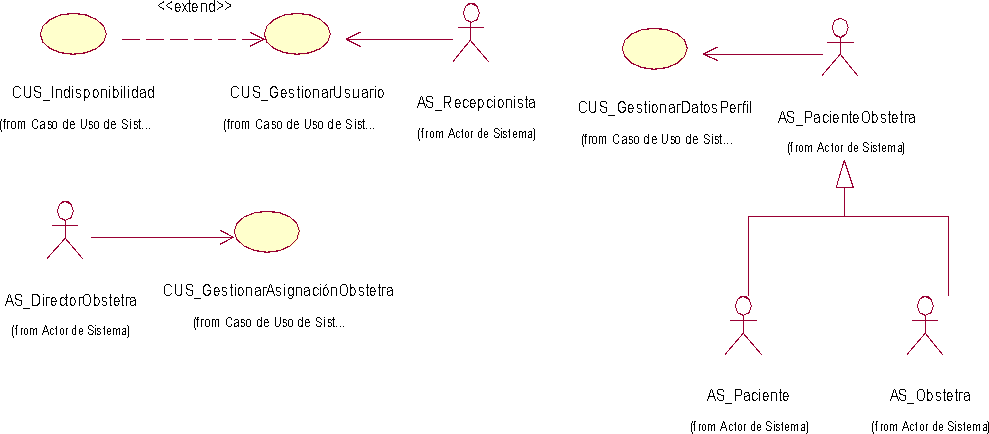 <<extend>>
CUS_Indisponibilidad
(from Caso de Uso de Sist...
CUS_GestionarUsuario
(from Caso de Uso de Sist...
AS_Recepcionista
(from Actor de Sistema)
CUS_GestionarDatosPerfil
(from Caso de Uso de Sist...
AS_PacienteObstetra
(from Actor de Sistema)
AS_DirectorObstetra
(from Actor de Sistema)
CUS_GestionarAsignaciónObstetra
(from Caso de Uso de Sist...
AS_Paciente
(from Actor de Sistema)
AS_Obstetra
(from Actor de Sistema)